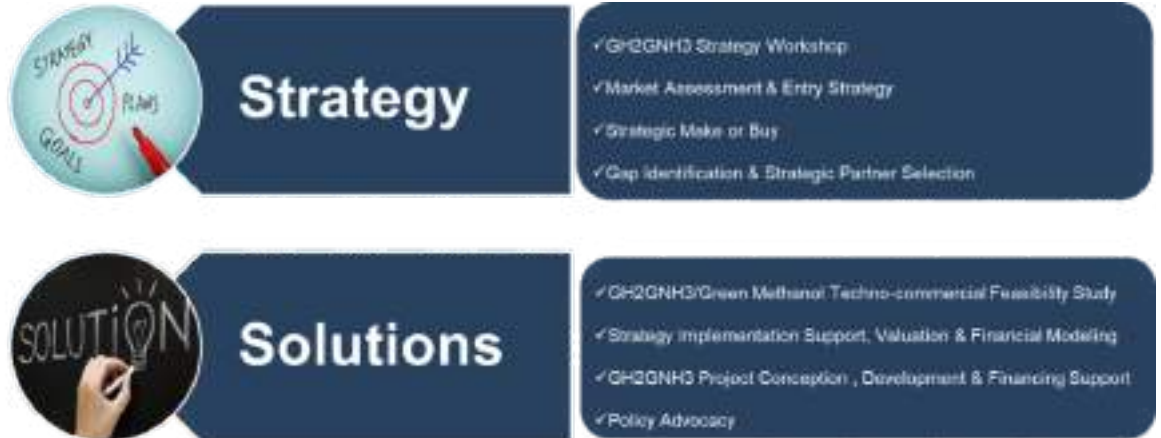 STRATEGY
PLANS
GOALS
Strategy
✓GH2GNH3 Strategy Workshop
✓Market Assessment & Entry Strategy
✓Strategic Make or Buy
✓Gap Identification & Strategic Partner Selection
SOLUTION
Solutions
✓GH2GNH3/Green Methanol Techno-commercial Feasibility Study
✓Strategy Implementation Support, Valuation & Financial Modeling
✓GH2GNH3 Project Conception , Development & Financing Support
✓Policy Advocacy